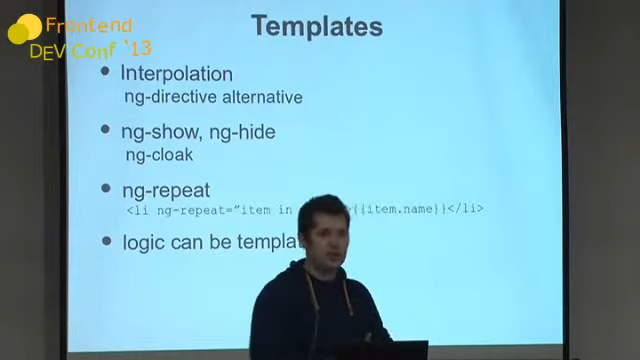 Frontend
DEV Conf '13
Templates
Interpolation
ng-directive alternative
ng-show, ng-hide
ng-cloak
ng-repeat
<li ng-repeat="item in {{item.name}}</li>
logic can be